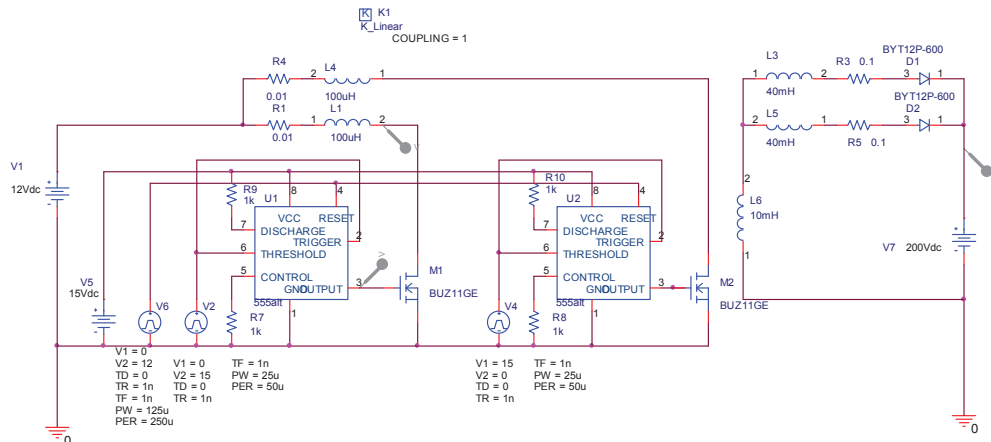 K K1
K_Linear
COUPLING = 1
R4
0.01
2 L4 1
100uH
R1
0.01
1 L1 2
100uH
V
L3
1 2
40mH
R3 0.1
BYT12P-600
D1
3 1
L5
2 1
40mH
R5 0.1
BYT12P-600
D2
3 1
V1
12Vdc
R9
1k
U1
8
4
VCC RESET
7 DISCHARGE
TRIGGER 2
6 THRESHOLD
5 CONTROL
GND OUTPUT 3
555alt
1
V
M1
BUZ11GE
R10
1k
U2
8
4
VCC RESET
7 DISCHARGE
TRIGGER 2
6 THRESHOLD
5 CONTROL
GND OUTPUT 3
555alt
1
M2
BUZ11GE
2
L6
10mH
1
V7 200Vdc
V5
15Vdc
V6
V2
R7
1k
V4
R8
1k
V1 = 0
V2 = 12
TD = 0
TR = 1n
TF = 1n
PW = 125u
PER = 250u
V1 = 0
V2 = 15
TD = 0
TR = 1n
TF = 1n
PW = 25u
PER = 50u
V1 = 15
V2 = 0
TD = 0
TR = 1n
TF = 1n
PW = 25u
PER = 50u
0
0